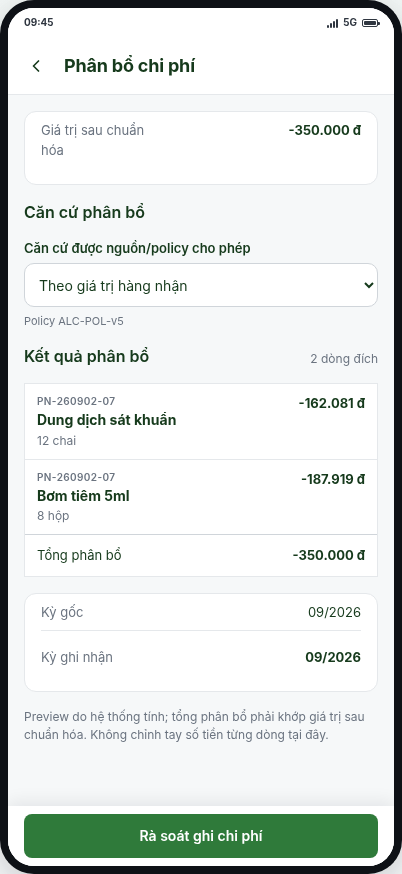 09:45
5G
Phân bổ chi phí
Giá trị sau chuẩn hóa
-350.000 đ
Căn cứ phân bổ
Căn cứ được nguồn/policy cho phép
Theo giá trị hàng nhận
Policy ALC-POL-v5
Kết quả phân bổ
2 dòng đích
PN-260902-07
-162.081 đ
Dung dịch sát khuẩn
12 chai
PN-260902-07
-187.919 đ
Bơm tiêm 5ml
8 hộp
Tổng phân bổ
-350.000 đ
Kỳ gốc
09/2026
Kỳ ghi nhận
09/2026
Preview do hệ thống tính; tổng phân bổ phải khớp giá trị sau
chuẩn hóa. Không chỉnh tay số tiền từng dòng tại đây.
Rà soát ghi chi phí